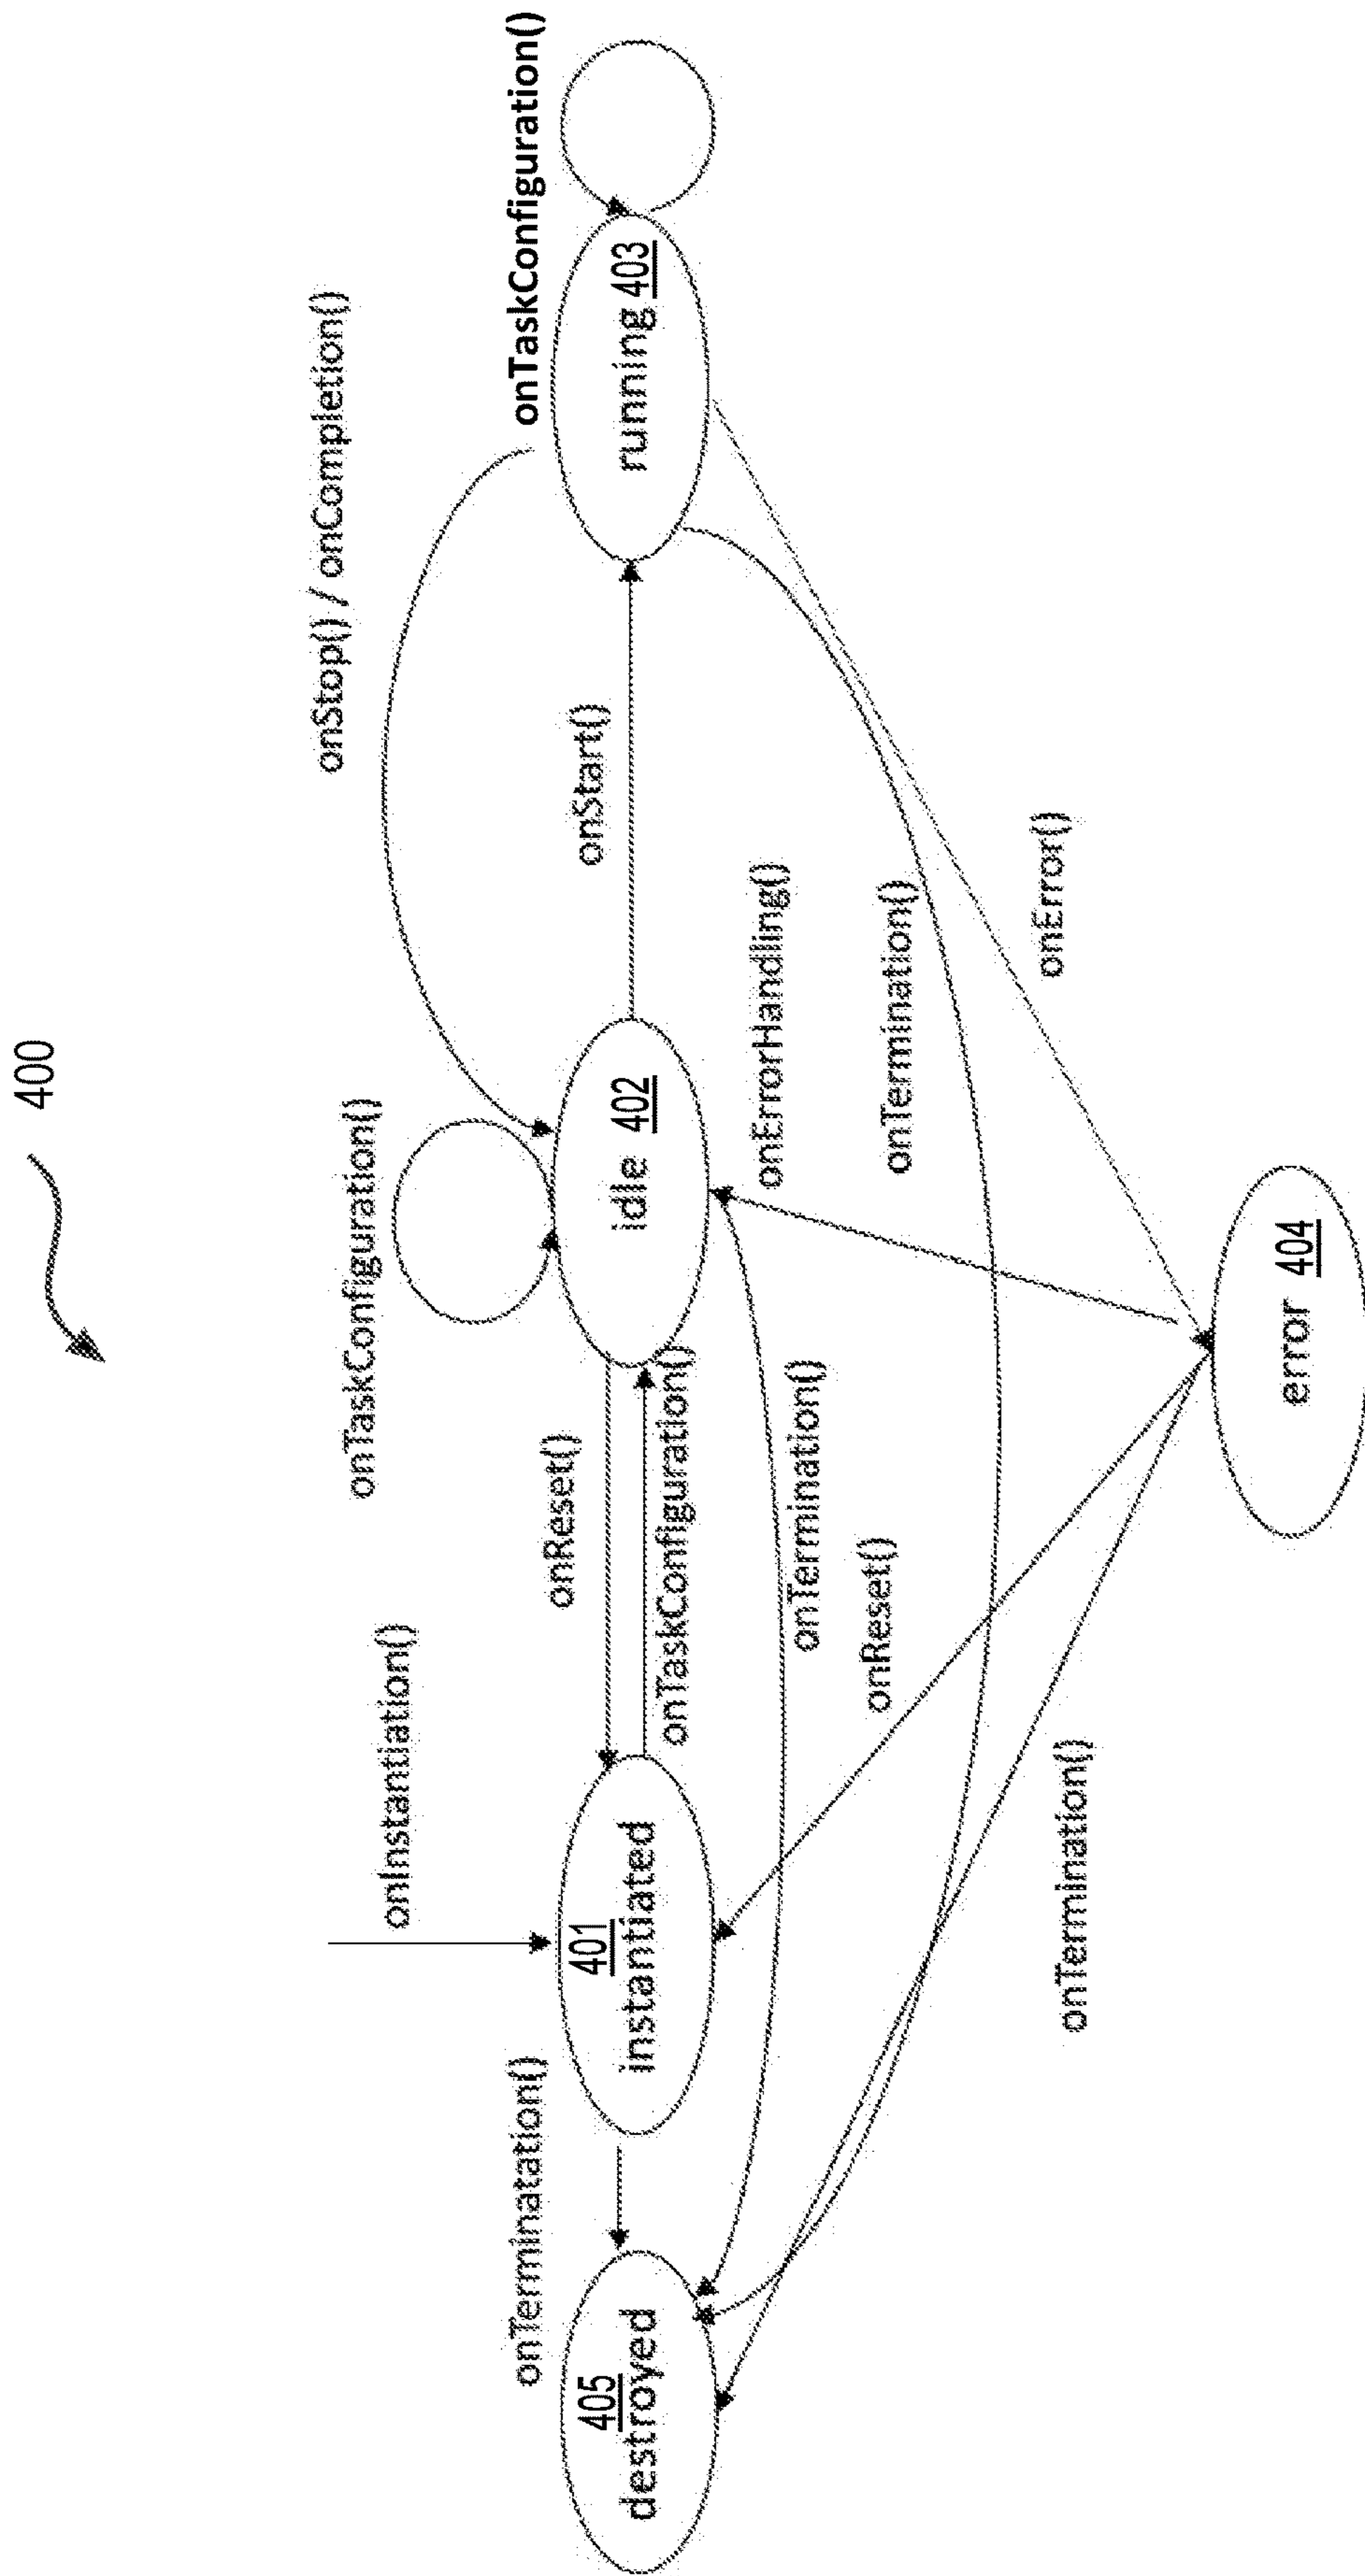 400
onStop() / onCompletion()
onTaskConfiguration()
onInstantiation()
onTaskConfiguration()
onTerminatation()
onReset()
onStart()
405
destroyed
401
instantiated
idle 402
running 403
onTaskConfiguration()
onErrorHandling()
onTermination()
onReset()
onTermination()
onError()
onTermination()
error 404